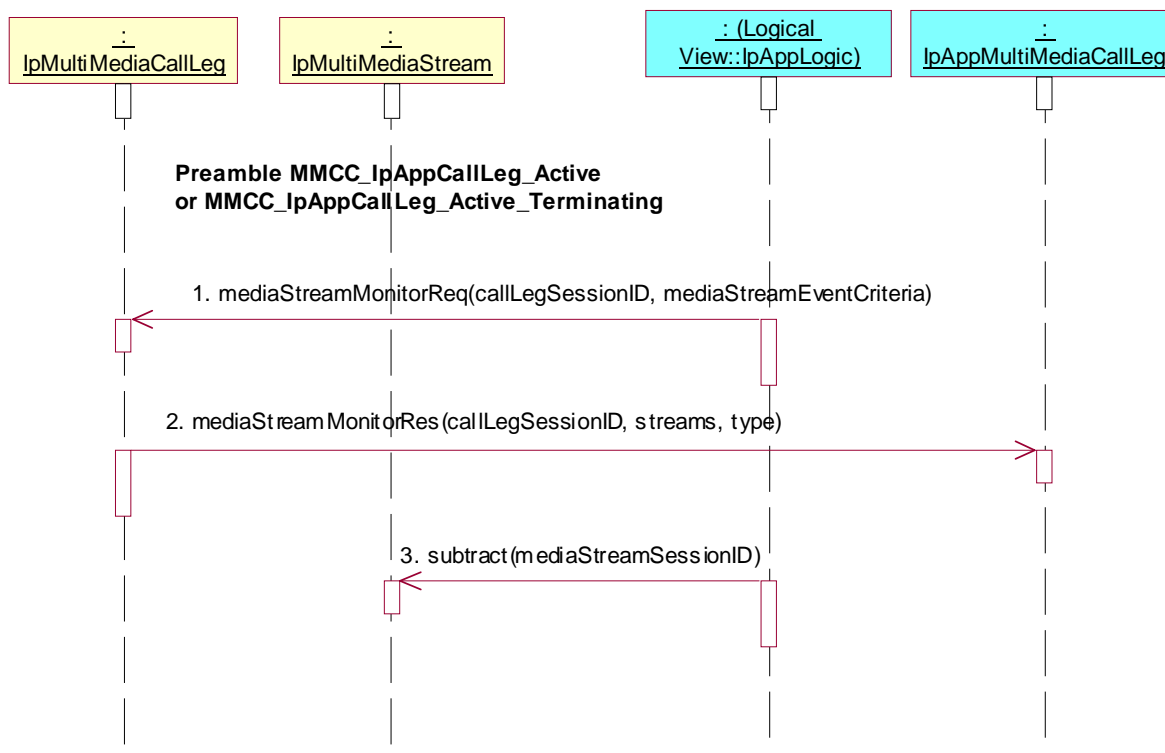 :
IpMultiMediaCallLeg
:
IpMultiMediaStream
: (Logical
View::IpAppLogic)
:
IpAppMultiMediaCallLeg
Preamble MMCC_IpAppCallLeg_Active
or MMCC_IpAppCallLeg_Active_Terminating
1. mediaStreamMonitorReq(callLegSessionID, mediaStreamEventCriteria)
2. mediaStreamMonitorRes(callLegSessionID, streams, type)
3. subtract(mediaStreamSessionID)